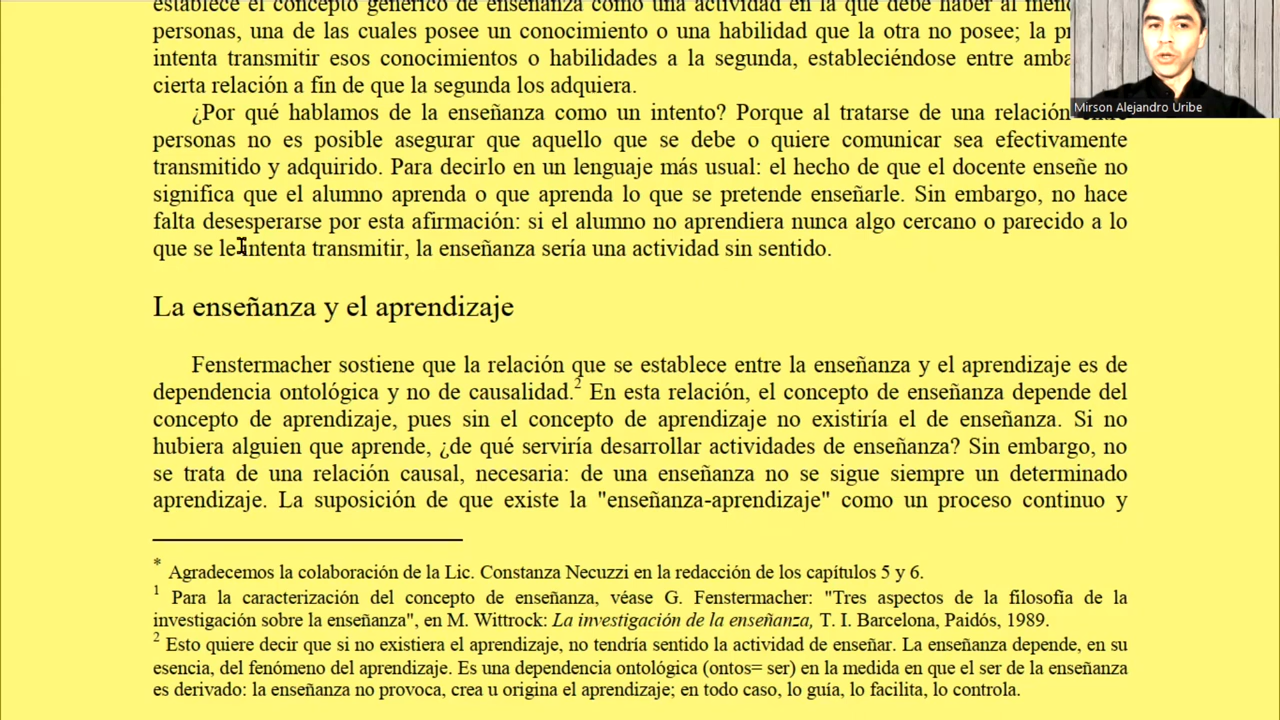 establece el concepto genérico de enseñanza como una actividad en la que debe haber al
personas, una de las cuales posee un conocimiento o una habilidad que la otra no posee; la
intenta transmitir esos conocimientos o habilidades a la segunda, estableciéndose entre
cierta relación a fin de que la segunda los adquiera.
¿Por qué hablamos de la enseñanza como un intento? Porque al tratarse de una relación entre
personas no es posible asegurar que aquello que se debe o quiere comunicar sea efectivamente
transmitido y adquirido. Para decirlo en un lenguaje más usual: el hecho de que el docente enseñe no
significa que el alumno aprenda o que aprenda lo que se pretende enseñarle. Sin embargo, no hace
falta desesperarse por esta afirmación: si el alumno no aprendiera nunca algo cercano o parecido a lo
que se le intenta transmitir, la enseñanza sería una actividad sin sentido.
Mirson Alejandro Uribe
La enseñanza y el aprendizaje
Fenstermacher sostiene que la relación que se establece entre la enseñanza y el aprendizaje es de
dependencia ontológica y no de causalidad.2 En esta relación, el concepto de enseñanza depende del
concepto de aprendizaje, pues sin el concepto de aprendizaje no existiría el de enseñanza. Si no
hubiera alguien que aprende, ¿de qué serviría desarrollar actividades de enseñanza? Sin embargo, no
se trata de una relación causal, necesaria: de una enseñanza no se sigue siempre un determinado
aprendizaje. La suposición de que existe la "enseñanza-aprendizaje" como un proceso continuo y
* Agradecemos la colaboración de la Lic. Constanza Necuzzi en la redacción de los capítulos 5 y 6.
1 Para la caracterización del concepto de enseñanza, véase G. Fenstermacher: "Tres aspectos de la filosofía de la
investigación sobre la enseñanza", en M. Wittrock: La investigación de la enseñanza, T. I. Barcelona, Paidós, 1989.
2 Esto quiere decir que si no existiera el aprendizaje, no tendría sentido la actividad de enseñar. La enseñanza depende, en su
esencia, del fenómeno del aprendizaje. Es una dependencia ontológica (ontos= ser) en la medida en que el ser de la enseñanza
es derivado: la enseñanza no provoca, crea u origina el aprendizaje; en todo caso, lo guía, lo facilita, lo controla.